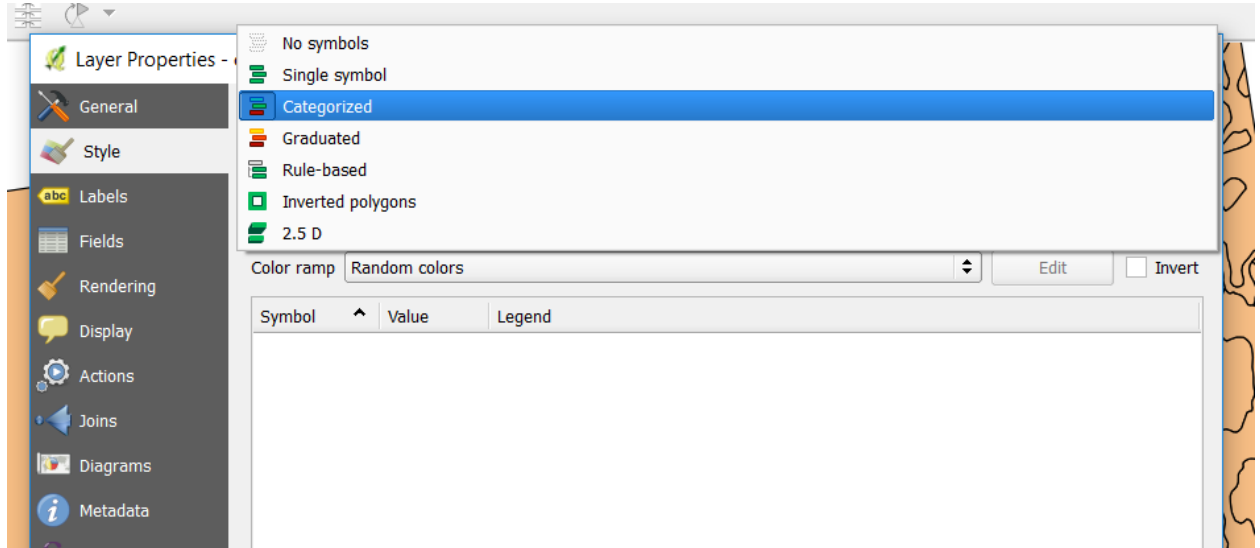 Layer Properties -
No symbols
Single symbol
Categorized
Graduated
Rule-based
Inverted polygons
2.5 D
General
Style
abc Labels
Fields
Rendering
Display
Actions
Joins
Diagrams
i Metadata
Color ramp Random colors Edit Invert
Symbol Value Legend